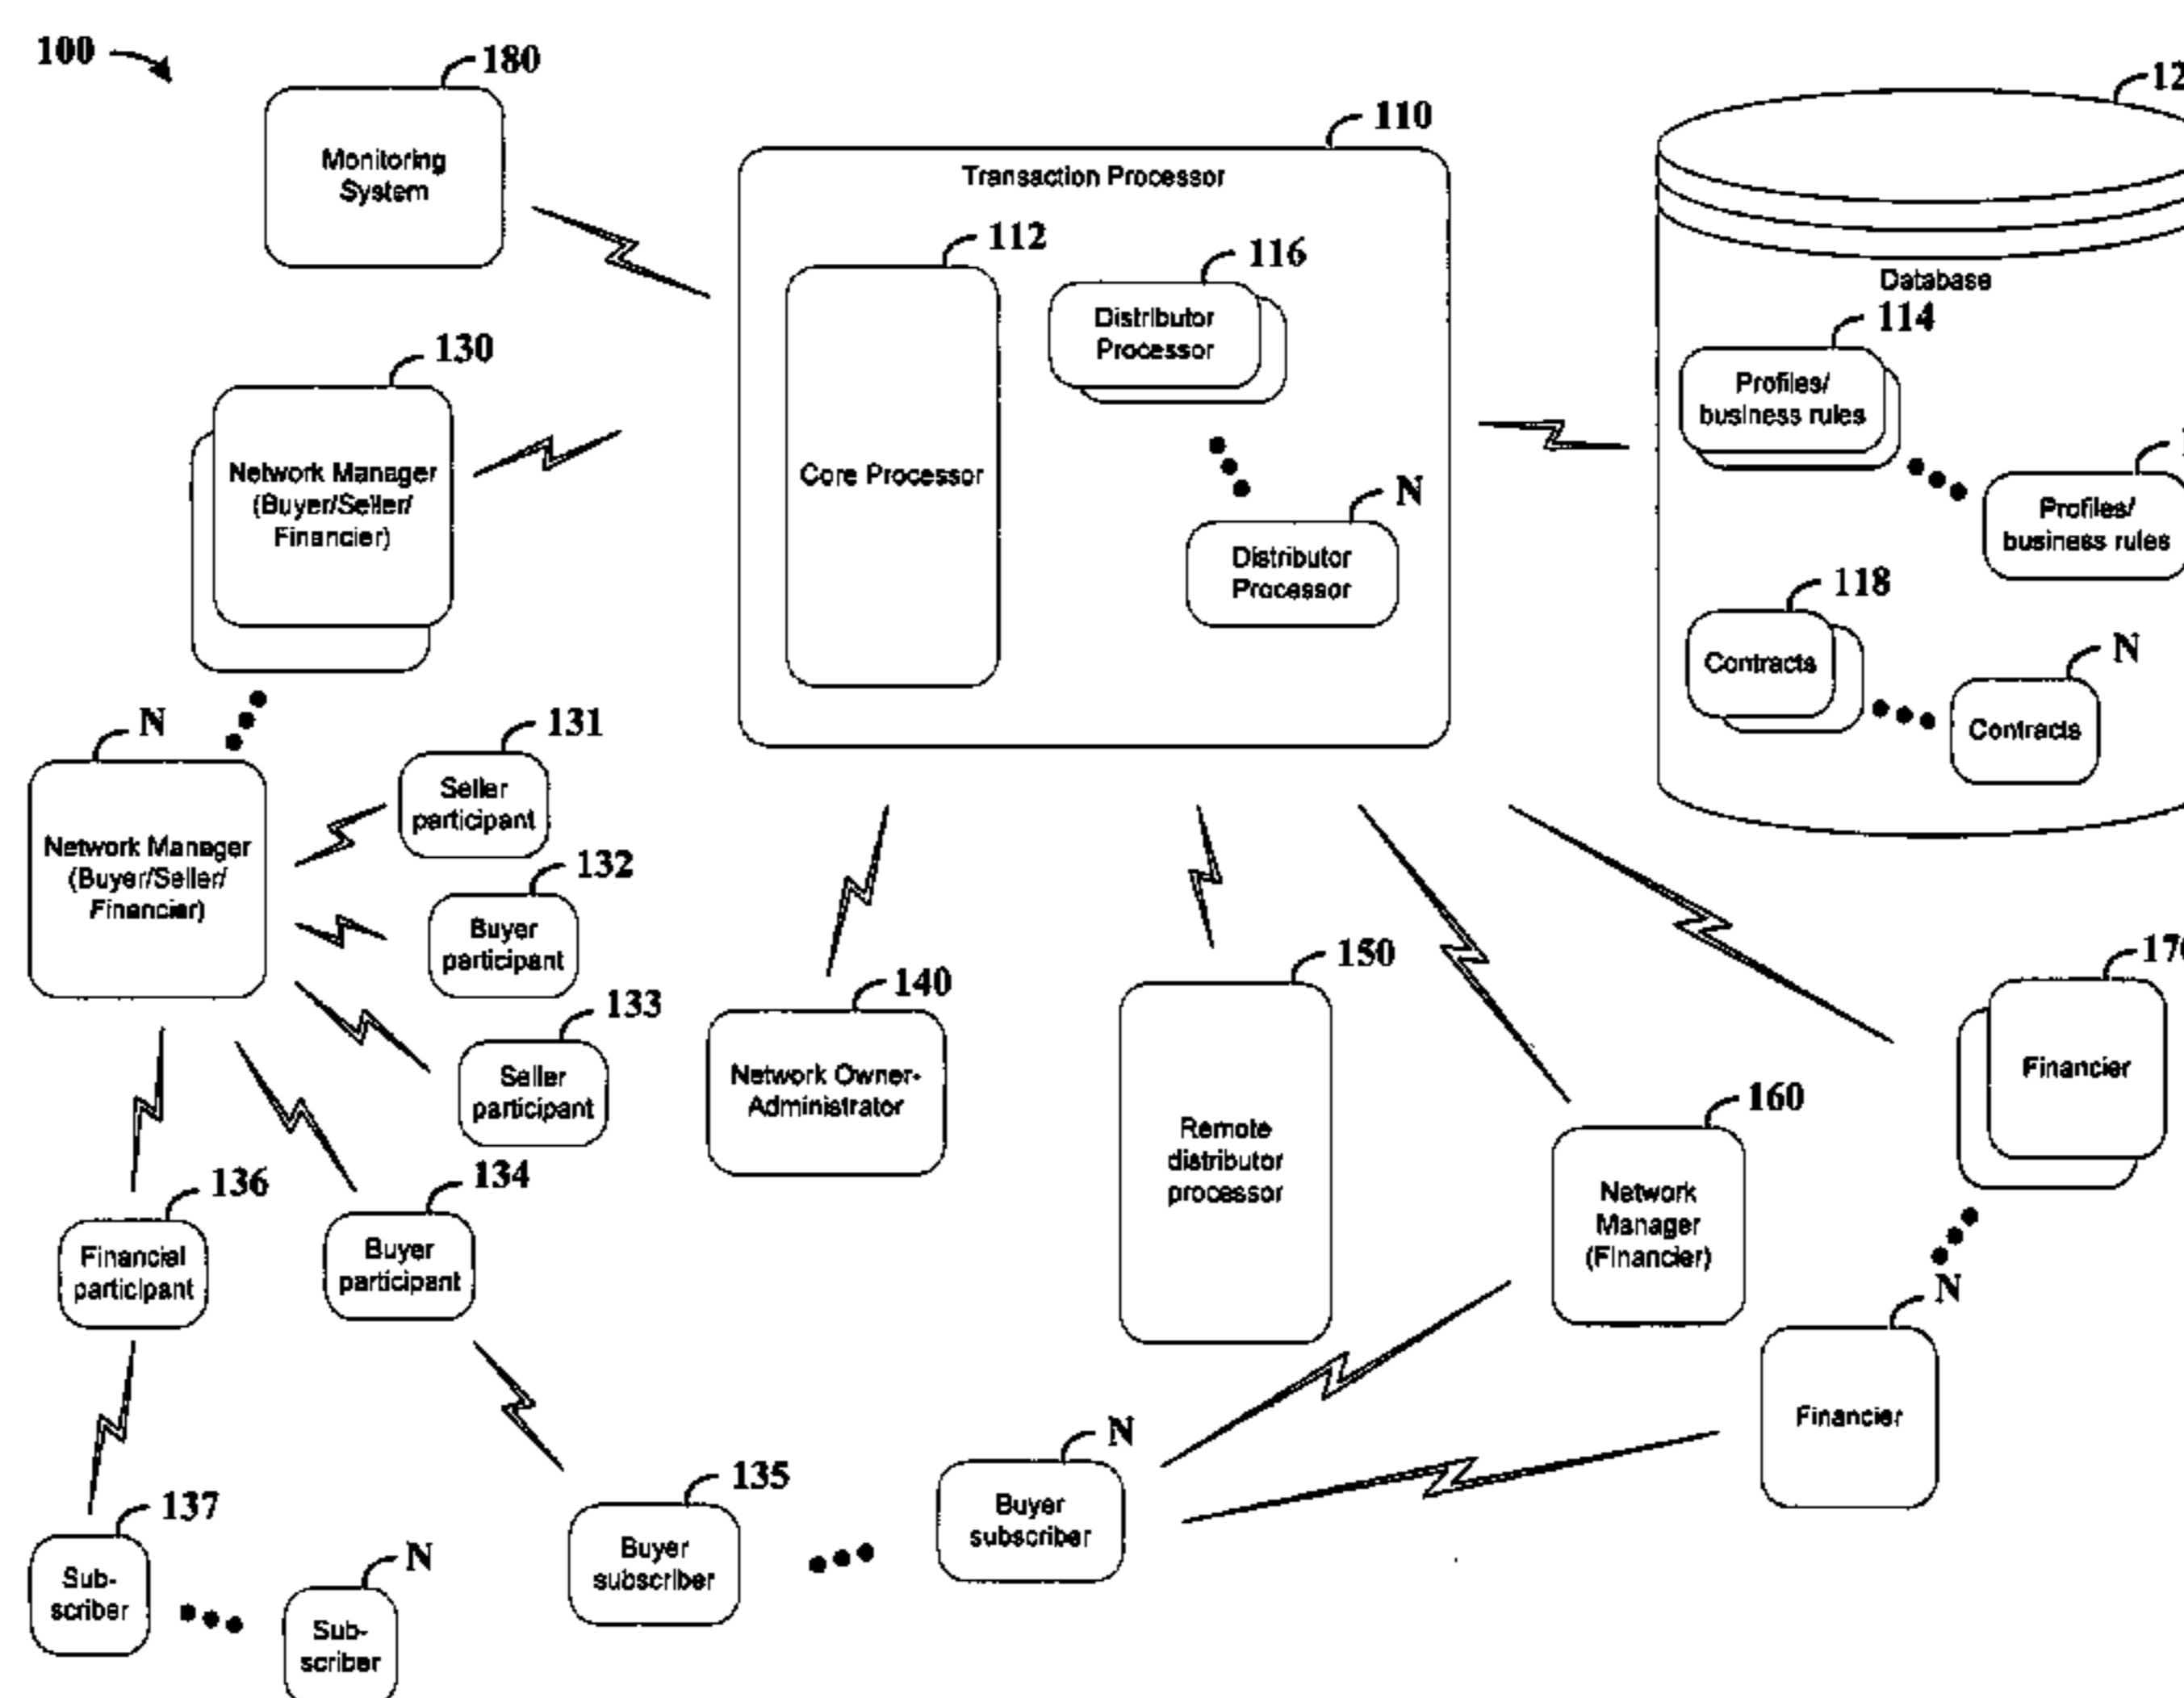 100
180
Monitoring
System
110
Transaction Processor
112
Core Processor
116
Distributor
Processor
N
Distributor
Processor
12
Database
114
Profiles/
business rules
Profiles/
business rules
118
Contracts
N
Contracts
130
Network Manager
(Buyer/Seller/
Financier)
N
Network Manager
(Buyer/Seller/
Financier)
131
Seller
participant
132
Buyer
participant
133
Seller
participant
134
Buyer
participant
136
Financial
participant
137
Sub-
scriber
N
Sub-
scriber
135
Buyer
subscriber
N
Buyer
subscriber
140
Network Owner-
Administrator
150
Remote
distributor
processor
160
Network
Manager
(Financier)
170
Financier
N
Financier